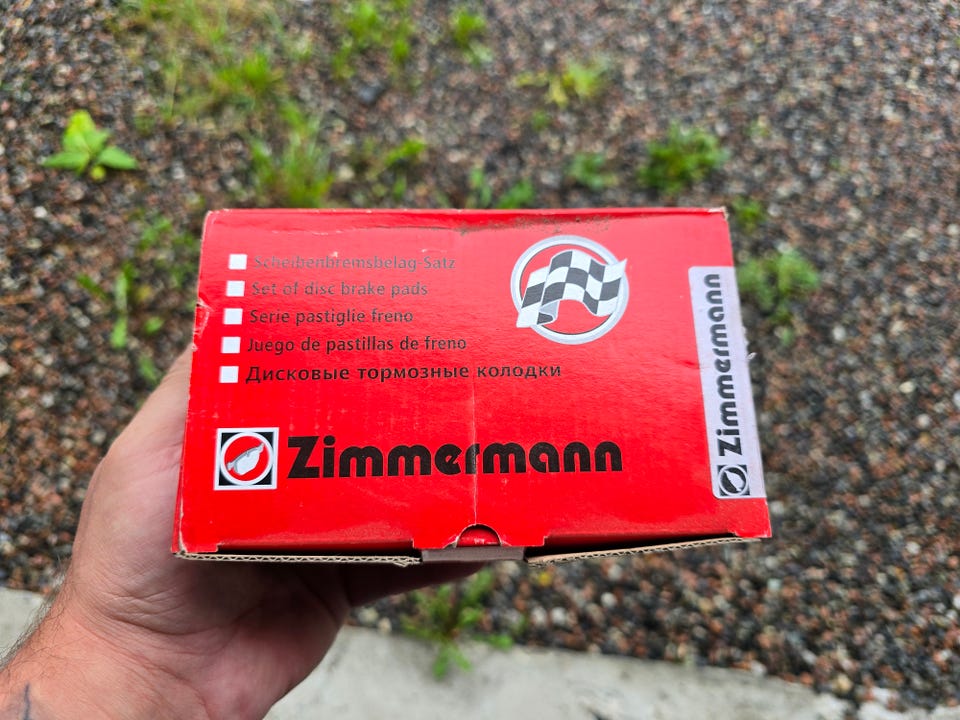 Scheibenbremsbelag-Satz
Set of disc brake pads
Serie pastiglie freno
Juego de pastillas de freno
Дисковые тормозные колодки
Zimmermann
Zimmermann